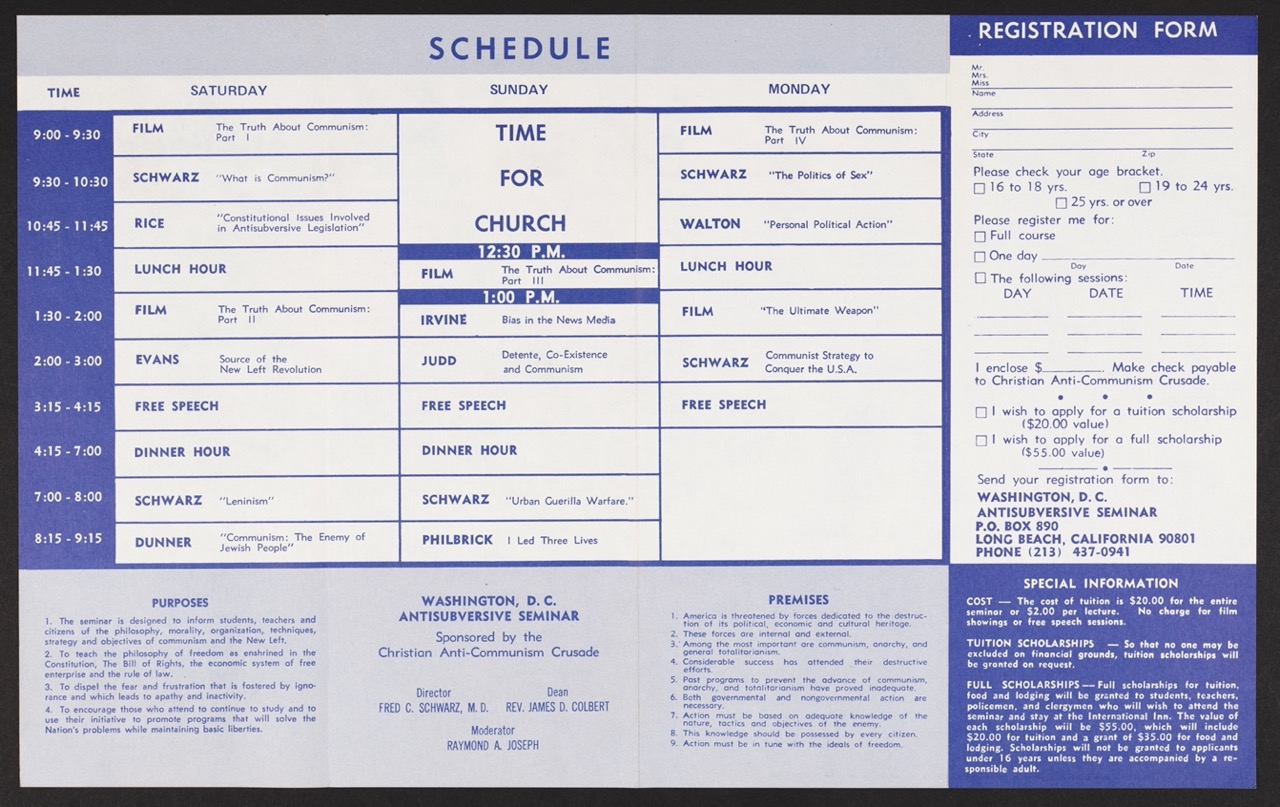 SCHEDULE
TIME SATURDAY SUNDAY MONDAY
9:00 - 9:30
9:30 - 10:30
10:45 - 11:45
11:45 - 1:30
1:30 - 2:00
2:00 - 3:00
3:15 - 4:15
4:15 - 7:00
7:00 - 8:00
8:15 - 9:15
FILM The Truth About Communism:
Part I
SCHWARZ "What is Communism?"
RICE "Constitutional Issues Involved
in Antisubversive Legislation"
LUNCH HOUR
FILM The Truth About Communism:
Part II
EVANS Source of the
New Left Revolution
FREE SPEECH
DINNER HOUR
SCHWARZ "Leninism"
DUNNER "Communism: The Enemy of
Jewish People"
TIME
FOR
CHURCH
12:30 P.M.
FILM The Truth About Communism:
Part III
1:00 P.M.
IRVINE Bias in the News Media
JUDD Detente, Co-Existence
and Communism
FREE SPEECH
DINNER HOUR
SCHWARZ "Urban Guerilla Warfare."
PHILBRICK I Led Three Lives
FILM The Truth About Communism:
Part IV
SCHWARZ "The Politics of Sex"
WALTON "Personal Political Action"
LUNCH HOUR
FILM "The Ultimate Weapon"
SCHWARZ Communist Strategy to
Conquer the U.S.A.
FREE SPEECH
PURPOSES
1. The seminar is designed to inform students, teachers and
citizens of the philosophy, morality, organization, techniques,
strategy and objectives of communism and the New Left.
2. To teach the philosophy of freedom as enshrined in the
Constitution, The Bill of Rights, the economic system of free
enterprise and the rule of law.
3. To dispel the fear and frustration that is fostered by igno-
rance and which leads to apathy and inactivity.
4. To encourage those who attend to continue to study and to
use their initiative to promote programs that will solve the
Nation's problems while maintaining basic liberties.
WASHINGTON, D. C.
ANTISUBVERSIVE SEMINAR
Sponsored by the
Christian Anti-Communism Crusade
Director Dean
FRED C. SCHWARZ, M. D. REV. JAMES D. COLBERT
Moderator
RAYMOND A. JOSEPH
PREMISES
1. America is threatened by forces dedicated to the destruc-
tion of its political, economic and cultural heritage.
2. These forces are internal and external.
3. Among the most important are communism, anarchy, and
general totalitarianism.
4. Considerable success has attended their destructive
efforts.
5. Past programs to prevent the advance of communism,
anarchy, and totalitarianism have proved inadequate.
6. Both governmental and nongovernmental action are
necessary.
7. Action must be based on adequate knowledge of the
nature, tactics and objectives of the enemy.
8. This knowledge should be possessed by every citizen.
9. Action must be in tune with the ideals of freedom.
REGISTRATION FORM
Mr.
Mrs.
Miss
Name
Address
City
State Zip
Please check your age bracket.
16 to 18 yrs. 19 to 24 yrs.
25 yrs. or over
Please register me for:
Full course
One day
Day Date
The following sessions:
DAY DATE TIME
I enclose $________. Make check payable
to Christian Anti-Communism Crusade.
I wish to apply for a tuition scholarship
($20.00 value)
I wish to apply for a full scholarship
($55.00 value)
Send your registration form to:
WASHINGTON, D. C.
ANTISUBVERSIVE SEMINAR
P.O. BOX 890
LONG BEACH, CALIFORNIA 90801
PHONE (213) 437-0941
SPECIAL INFORMATION
COST — The cost of tuition is $20.00 for the entire
seminar or $2.00 per lecture. No charge for film
showings or free speech sessions.
TUITION SCHOLARSHIPS — So that no one may be
excluded on financial grounds, tuition scholarships will
be granted on request.
FULL SCHOLARSHIPS — Full scholarships for tuition,
food and lodging will be granted to students, teachers,
policemen, and clergymen who will wish to attend the
seminar and stay at the International Inn. The value of
each scholarship will be $55.00, which will include
$20.00 for tuition and a grant of $35.00 for food and
lodging. Scholarships will not be granted to applicants
under 16 years unless they are accompanied by a re-
sponsible adult.